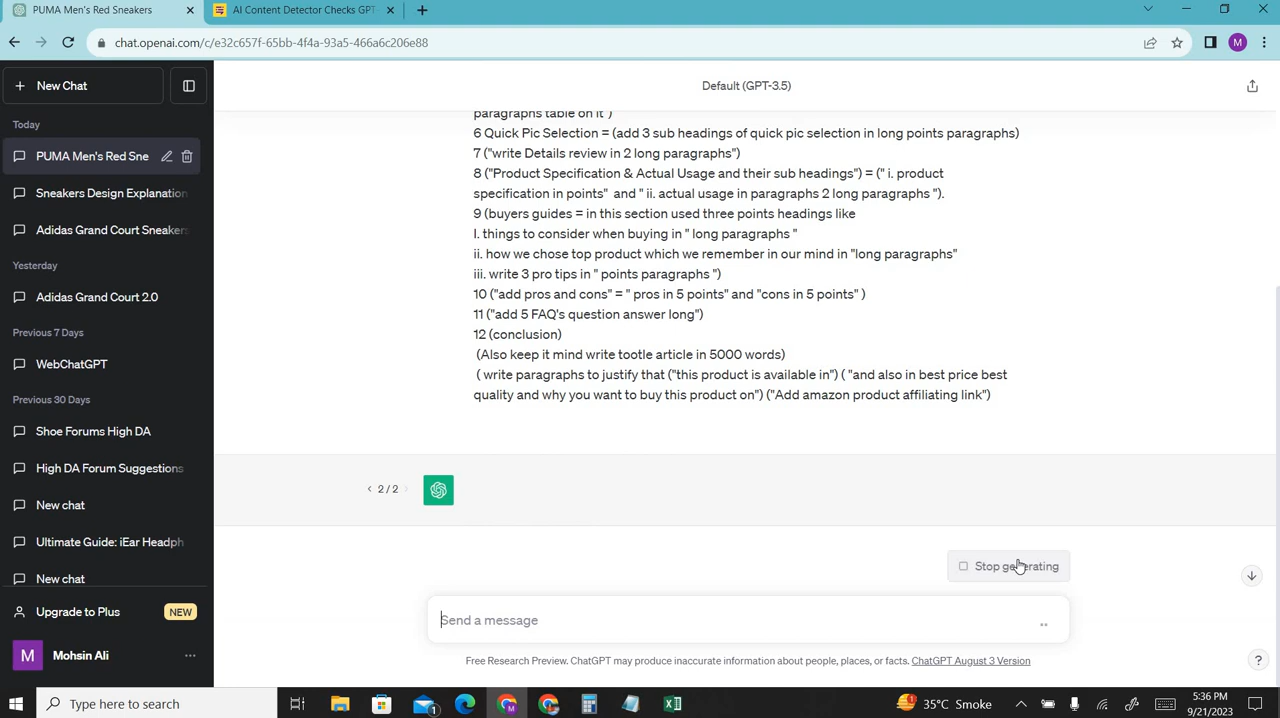 PUMA Men's Red Sneakers
AI Content Detector Checks GPT-
chat.openai.com/c/e32c657f-65bb-4f4a-93a5-466a6c206e88
M
New Chat
Default (GPT-3.5)
Today
PUMA Men's Red Sne
Sneakers Design Explanation
Adidas Grand Court Sneaker
Yesterday
Adidas Grand Court 2.0
Previous 7 Days
WebChatGPT
Previous 30 Days
Shoe Forums High DA
High DA Forum Suggestions
New chat
Ultimate Guide: iEar Headph
New chat
Upgrade to Plus
NEW
M
Mohsin Ali
paragraphs table on it")
6 Quick Pic Selection = (add 3 sub headings of quick pic selection in long points paragraphs)
7 ("write Details review in 2 long paragraphs")
8 ("Product Specification & Actual Usage and their sub headings") = (" i. product
specification in points" and " ii. actual usage in paragraphs 2 long paragraphs ").
9 (buyers guides = in this section used three points headings like
I. things to consider when buying in " long paragraphs "
ii. how we chose top product which we remember in our mind in "long paragraphs"
iii. write 3 pro tips in " points paragraphs ")
10 ("add pros and cons" = " pros in 5 points" and "cons in 5 points" )
11 ("add 5 FAQ's question answer long")
12 (conclusion)
(Also keep it mind write tootle article in 5000 words)
( write paragraphs to justify that ("this product is available in") ( "and also in best price best
quality and why you want to buy this product on") ("Add amazon product affiliating link")
2 / 2
Stop generating
Send a message
Free Research Preview. ChatGPT may produce inaccurate information about people, places, or facts. ChatGPT August 3 Version
?
Type here to search
1
35°C Smoke
5:36 PM
9/21/2023